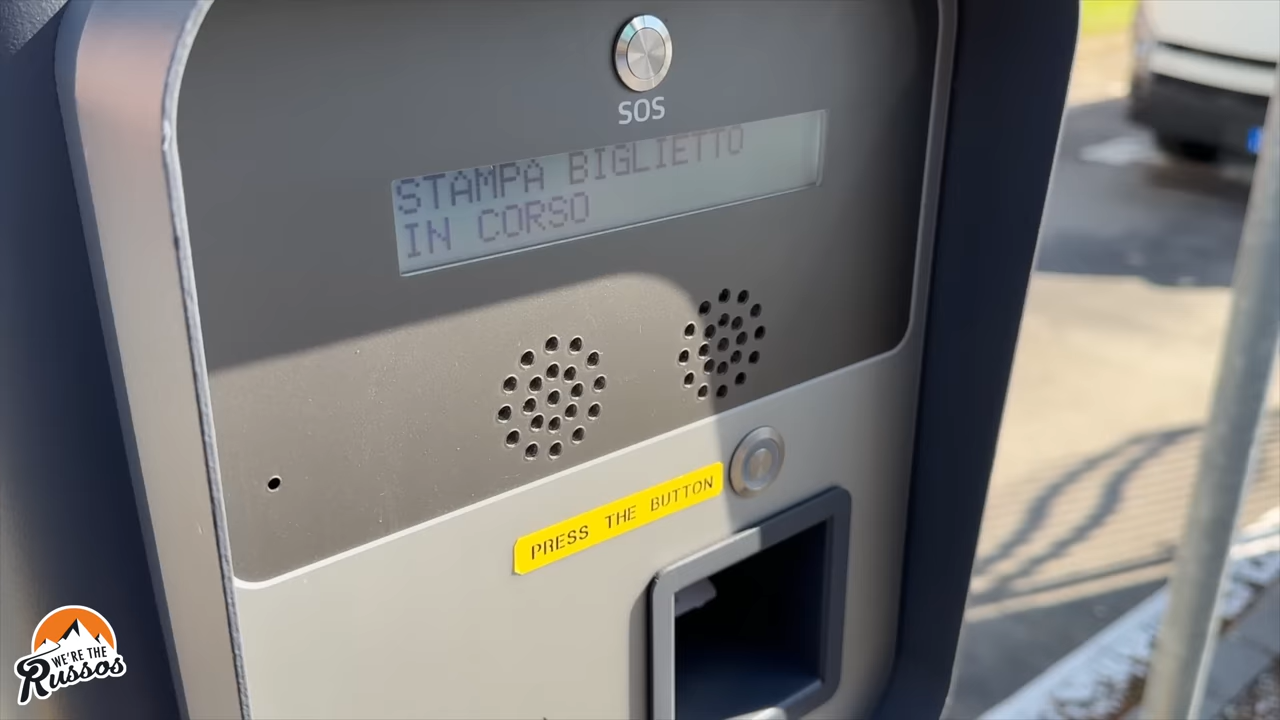 SOS
STAMPA BIGLIETTO
IN CORSO
PRESS THE BUTTON
WE'RE THE
RUSSOS